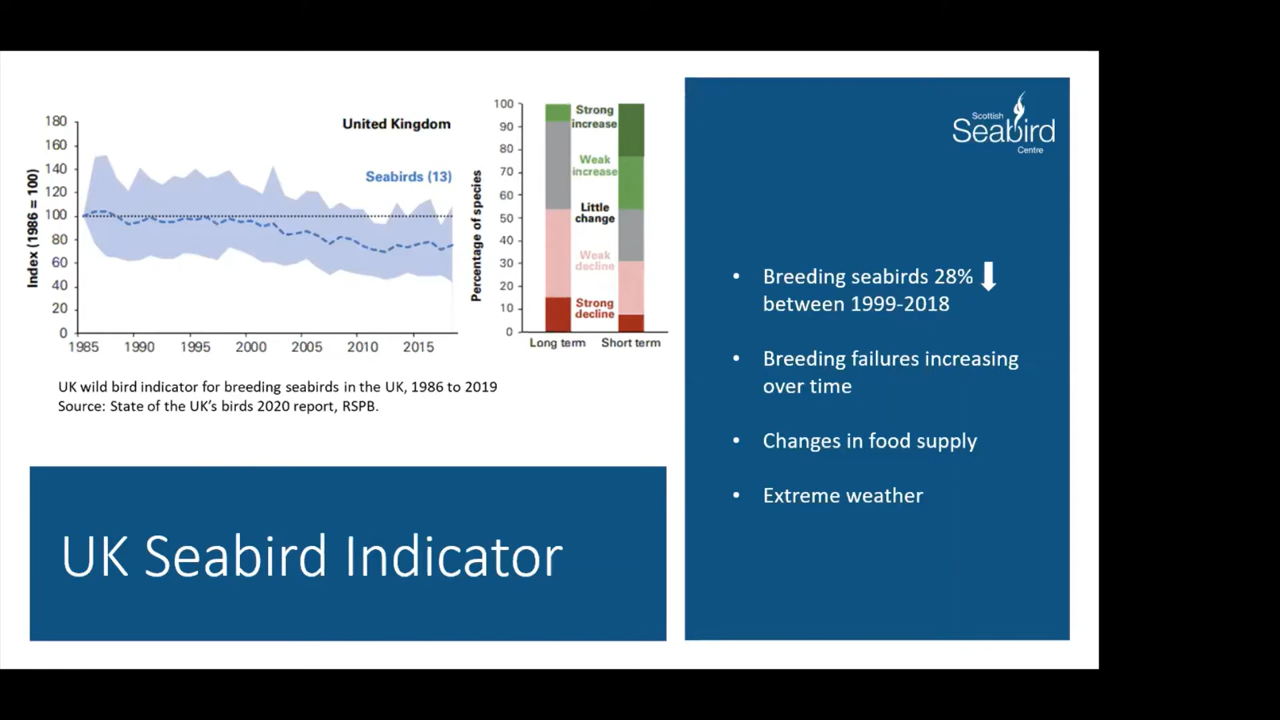 180
160
140
120
100
80
60
40
20
0
Index (1986 = 100)
United Kingdom
Seabirds (13)
1985 1990 1995 2000 2005 2010 2015
100
90
80
70
60
50
40
30
20
10
0
Percentage of species
Strong
increase
Weak
increase
Little
change
Weak
decline
Strong
decline
Long term Short term
UK wild bird indicator for breeding seabirds in the UK, 1986 to 2019
Source: State of the UK's birds 2020 report, RSPB.
UK Seabird Indicator
Scottish
Seabird
Centre
• Breeding seabirds 28%
between 1999-2018
• Breeding failures increasing
over time
• Changes in food supply
• Extreme weather